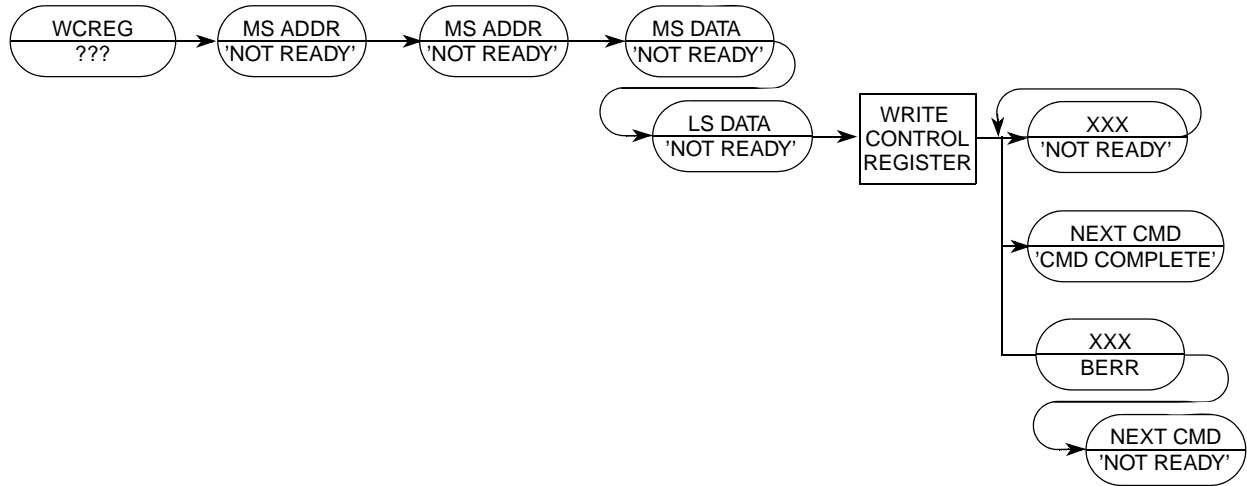 WCREG
???
MS ADDR
'NOT READY'
MS ADDR
'NOT READY'
MS DATA
'NOT READY'
LS DATA
'NOT READY'
WRITE
CONTROL
REGISTER
XXX
'NOT READY'
NEXT CMD
'CMD COMPLETE'
XXX
BERR
NEXT CMD
'NOT READY'